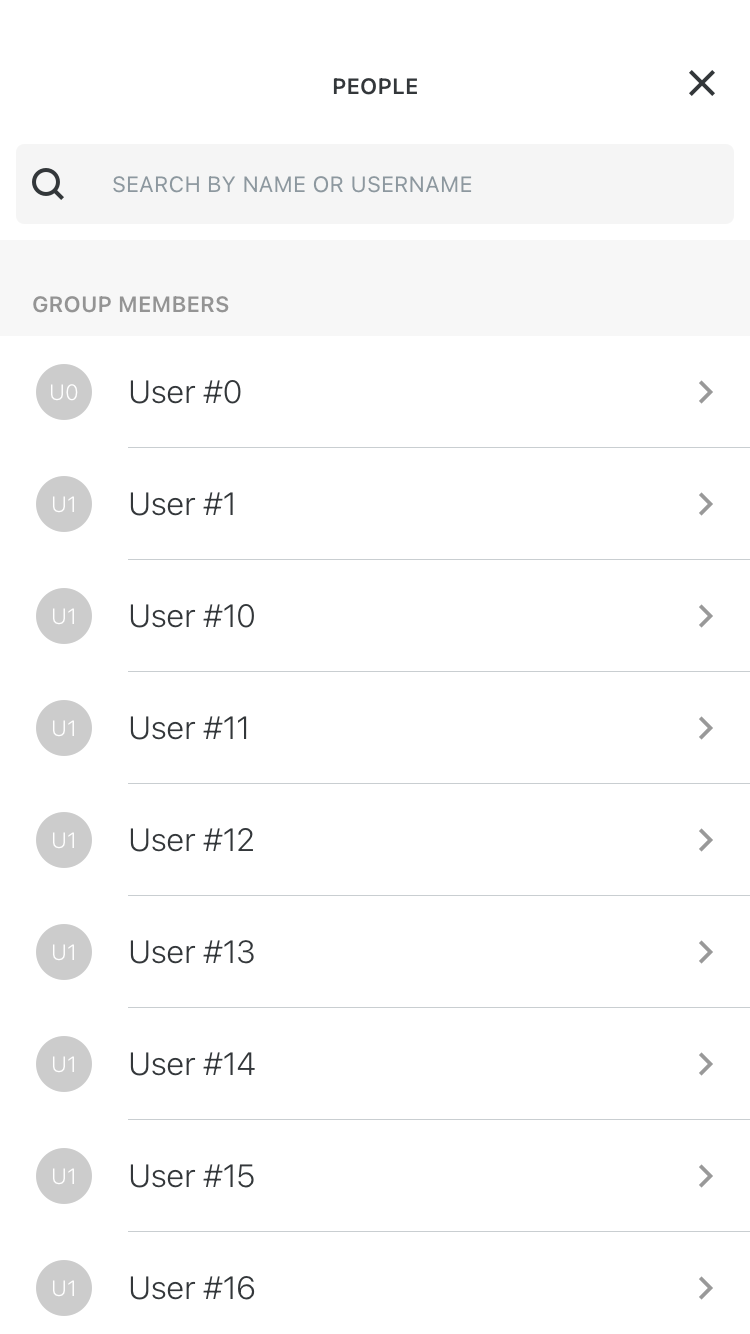 PEOPLE
SEARCH BY NAME OR USERNAME
GROUP MEMBERS
U0 User #0
U1 User #1
U1 User #10
U1 User #11
U1 User #12
U1 User #13
U1 User #14
U1 User #15
U1 User #16